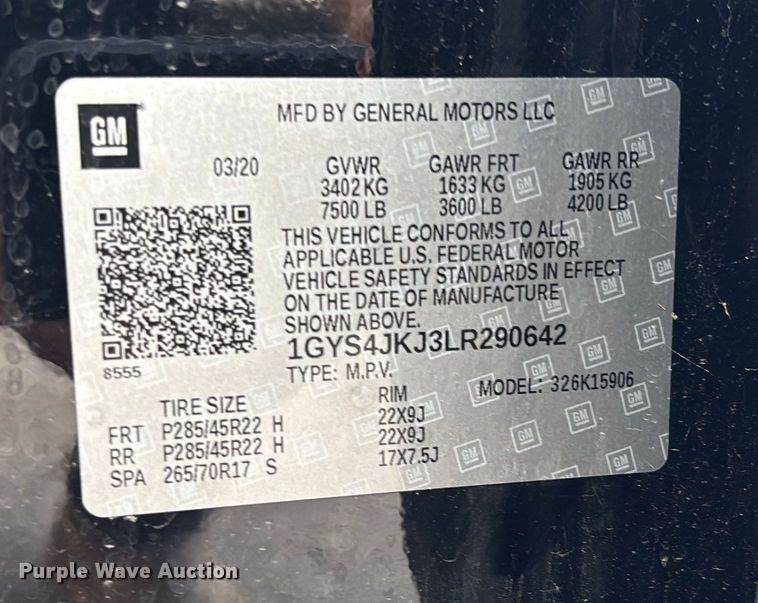 GM
MFD BY GENERAL MOTORS LLC
03/20 GVWR GAWR FRT GAWR RR
3402 KG 1633 KG 1905 KG
7500 LB 3600 LB 4200 LB
THIS VEHICLE CONFORMS TO ALL
APPLICABLE U.S. FEDERAL MOTOR
VEHICLE SAFETY STANDARDS IN EFFECT
ON THE DATE OF MANUFACTURE
SHOWN ABOVE.
8555
1GYS4JKJ3LR290642
TYPE: M.P.V. MODEL: 326K15906
TIRE SIZE RIM
FRT P285/45R22 H 22X9J
RR P285/45R22 H 22X9J
SPA 265/70R17 S 17X7.5J
Purple Wave Auction